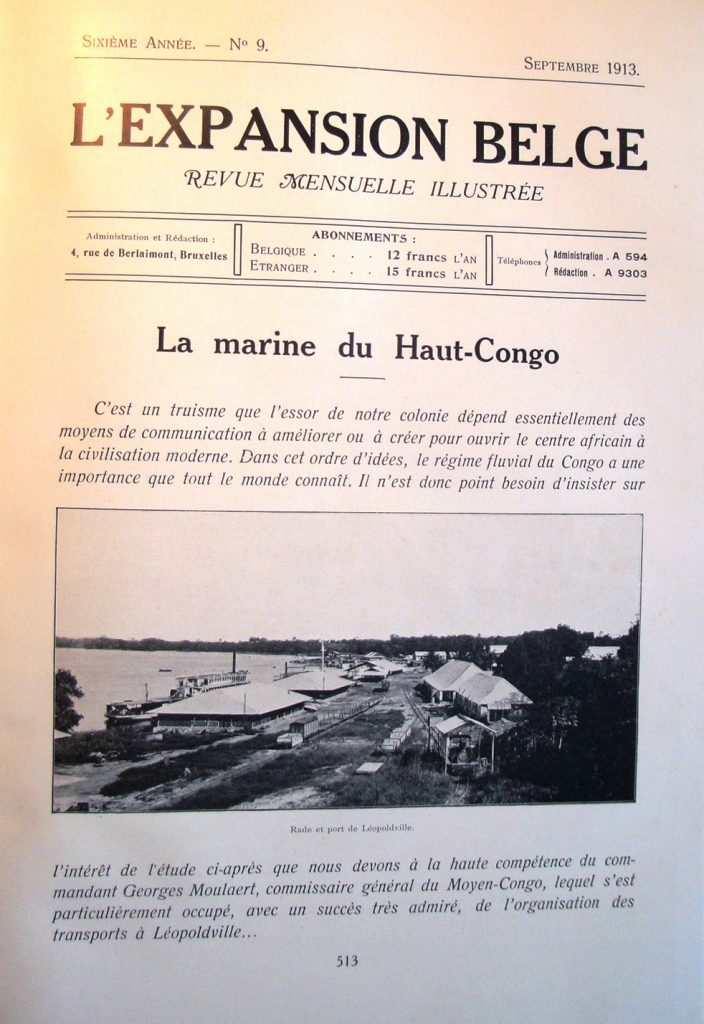 SIXIÈME ANNÉE. — Nº 9.
SEPTEMBRE 1913.
L'EXPANSION BELGE
REVUE MENSUELLE ILLUSTRÉE
Administration et Rédaction :
4, rue de Berlaimont, Bruxelles
ABONNEMENTS :
BELGIQUE . . . . 12 francs L'AN
ETRANGER . . . . 15 francs L'AN
Téléphones { Administration . A 594
Rédaction . A 9303
La marine du Haut-Congo
C'est un truisme que l'essor de notre colonie dépend essentiellement des
moyens de communication à améliorer ou à créer pour ouvrir le centre africain à
la civilisation moderne. Dans cet ordre d'idées, le régime fluvial du Congo a une
importance que tout le monde connaît. Il n'est donc point besoin d'insister sur
Rade et port de Léopoldville.
l'intérêt de l'étude ci-après que nous devons à la haute compétence du com-
mandant Georges Moulaert, commissaire général du Moyen-Congo, lequel s'est
particulièrement occupé, avec un succès très admiré, de l'organisation des
transports à Léopoldville...
513